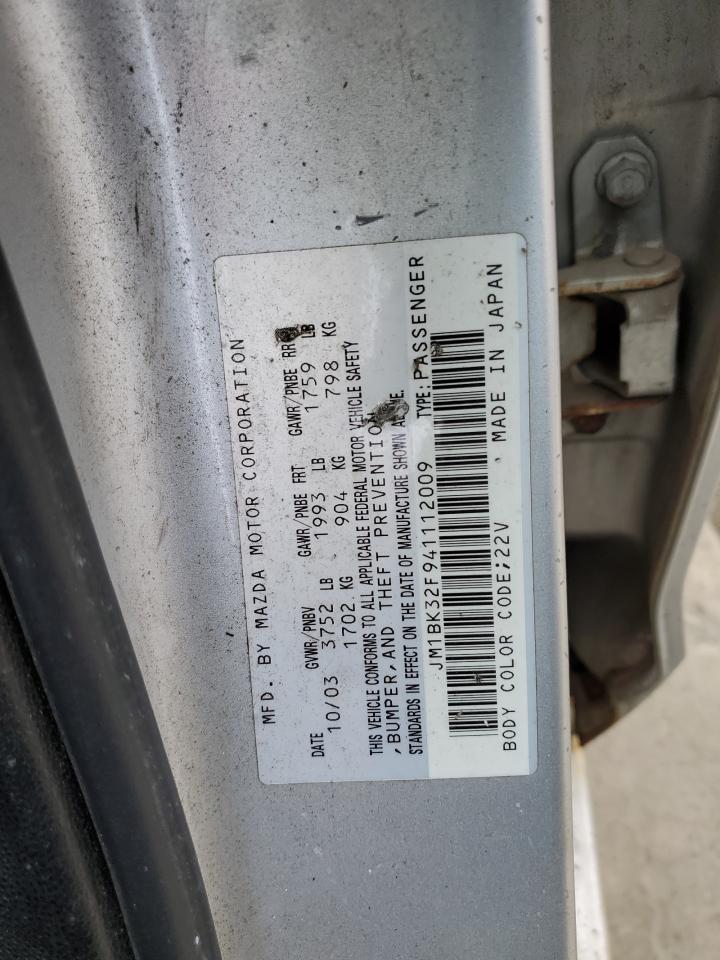 MFD. BY MAZDA MOTOR CORPORATION
DATE GVWR/PNBV GAWR/PNBE FRT GAWR/PNBE RR
10/03 3752 LB 1993 LB 1759 LB
1702 KG 904 KG 798 KG
THIS VEHICLE CONFORMS TO ALL APPLICABLE FEDERAL MOTOR VEHICLE SAFETY
,BUMPER,AND THEFT PREVENTION
STANDARDS IN EFFECT ON THE DATE OF MANUFACTURE SHOWN ABOVE.
JM1BK32F941112009 TYPE:PASSENGER
BODY COLOR CODE;22V MADE IN JAPAN